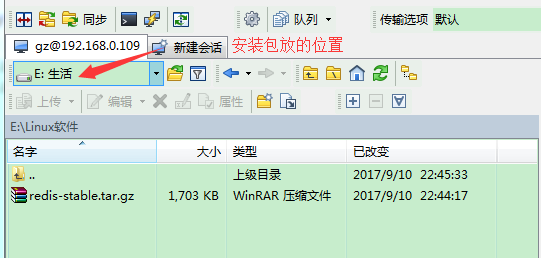 同步 队列 传输选项 默认
gz@192.168.0.109 新建会话 安装包放的位置
E: 生活
上传 编辑 属性
E:\Linux软件
名字 大小 类型 已改变
.. 上级目录 2017/9/10 22:45:33
redis-stable.tar.gz 1,703 KB WinRAR 压缩文件 2017/9/10 22:44:17